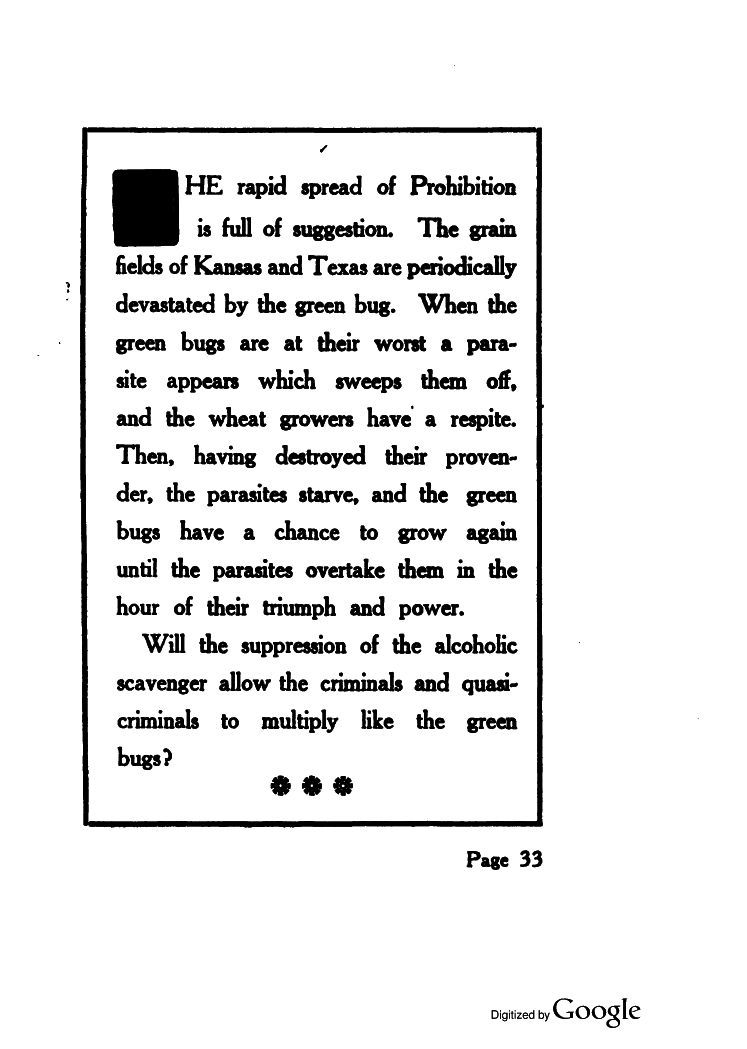 HE rapid spread of Prohibition
is full of suggestion. The grain
fields of Kansas and Texas are periodically
devastated by the green bug. When the
green bugs are at their worst a para-
site appears which sweeps them off,
and the wheat growers have a respite.
Then, having destroyed their proven-
der, the parasites starve, and the green
bugs have a chance to grow again
until the parasites overtake them in the
hour of their triumph and power.
Will the suppression of the alcoholic
scavenger allow the criminals and quasi-
criminals to multiply like the green
bugs?
Page 33
Digitized by Google